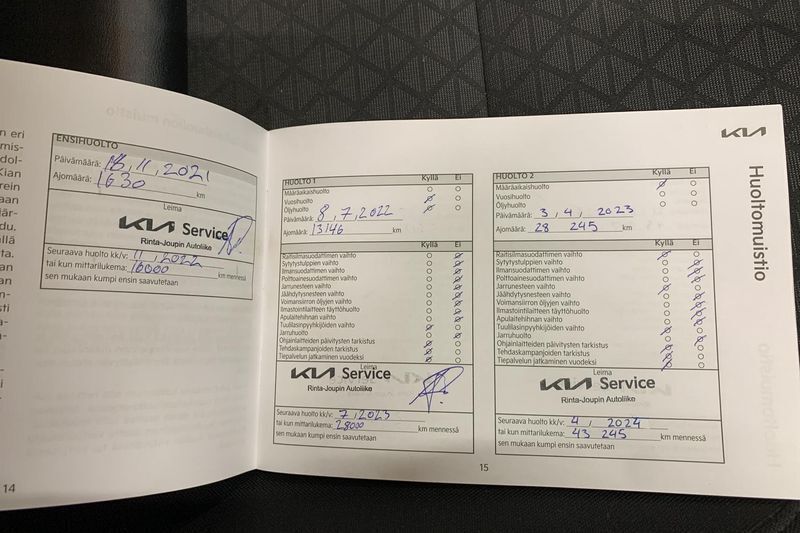 ENSIHUOLTO
Päivämäärä: 18, 11, 2021
Ajomäärä: 1630 km
Leima
KIA Service
Rinta-Joupin Autoliike
Seuraava huolto kk/v: 11, 2022
tai kun mittarilukema: 16000 km mennessä
sen mukaan kumpi ensin saavutetaan
14
HUOLTO 1 Kyllä Ei
Määräaikaishuolto
Vuosihuolto
Öljyhuolto
Päivämäärä: 8, 7, 2022
Ajomäärä: 13146 km
Kyllä Ei
Raitisilmasuodattimen vaihto
Sytytystulppien vaihto
Ilmansuodattimen vaihto
Polttoainesuodattimen vaihto
Jarrunesteen vaihto
Jäähdytysnesteen vaihto
Voimansiirron öljyjen vaihto
Ilmastointilaitteen täyttöhuolto
Apulaitehihnan vaihto
Tuulilasinpyyhkijöiden vaihto
Jarruhuolto
Ohjainlaitteiden päivitysten tarkistus
Tehdaskampanjoiden tarkistus
Tiepalvelun jatkaminen vuodeksi
Leima
KIA Service
Rinta-Joupin Autoliike
Seuraava huolto kk/v: 7, 2023
tai kun mittarilukema: 28000 km mennessä
sen mukaan kumpi ensin saavutetaan
15
HUOLTO 2 Kyllä Ei
Määräaikaishuolto
Vuosihuolto
Öljyhuolto
Päivämäärä: 3, 4, 2023
Ajomäärä: 28 245 km
Kyllä Ei
Raitisilmasuodattimen vaihto
Sytytystulppien vaihto
Ilmansuodattimen vaihto
Polttoainesuodattimen vaihto
Jarrunesteen vaihto
Jäähdytysnesteen vaihto
Voimansiirron öljyjen vaihto
Ilmastointilaitteen täyttöhuolto
Apulaitehihnan vaihto
Tuulilasinpyyhkijöiden vaihto
Jarruhuolto
Ohjainlaitteiden päivitysten tarkistus
Tehdaskampanjoiden tarkistus
Tiepalvelun jatkaminen vuodeksi
Leima
KIA Service
Rinta-Joupin Autoliike
Seuraava huolto kk/v: 4, 2024
tai kun mittarilukema: 43 245 km mennessä
sen mukaan kumpi ensin saavutetaan
KIA
Huoltomuistio